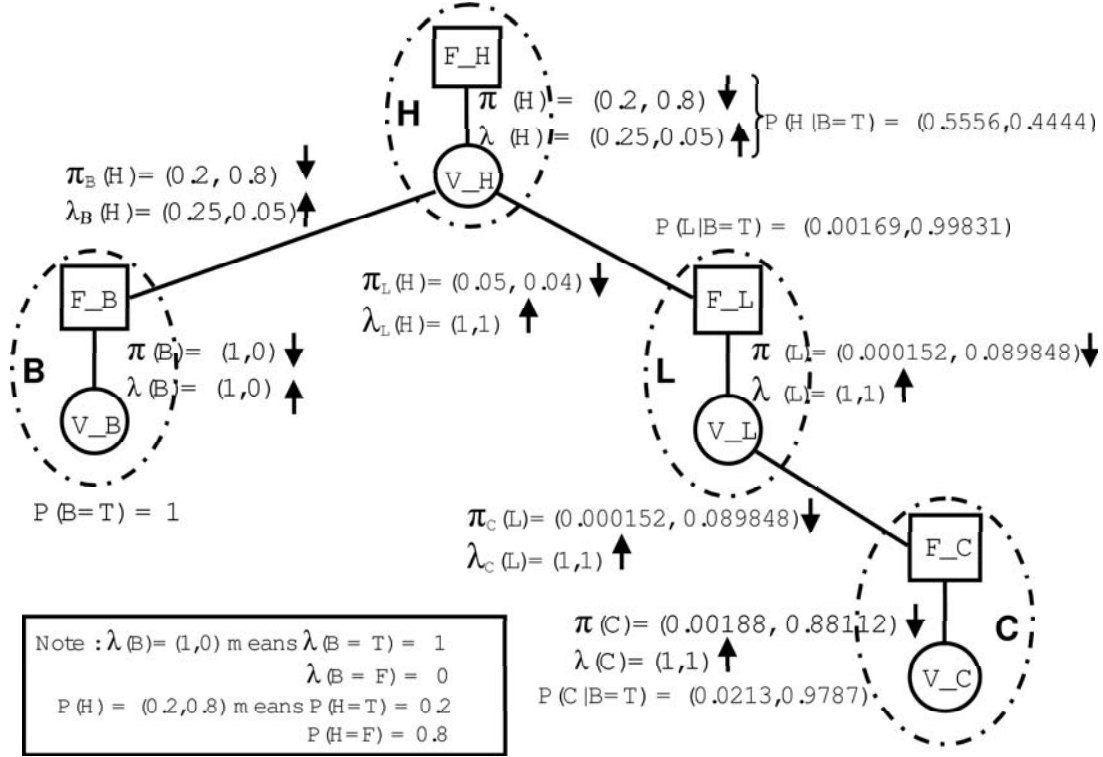 F_H
H
π (H) = (0.2, 0.8)
λ (H) = (0.25, 0.05)
P(H|B=T) = (0.5556,0.4444)
V_H
π_B (H) = (0.2, 0.8)
λ_B (H) = (0.25,0.05)
P(L|B=T) = (0.00169,0.99831)
F_B
π_L (H) = (0.05, 0.04)
λ_L (H) = (1,1)
F_L
B
π (B) = (1,0)
λ (B) = (1,0)
V_B
L
π (L) = (0.000152, 0.089848)
λ (L) = (1,1)
V_L
P(B=T) = 1
π_C (L) = (0.000152, 0.089848)
λ_C (L) = (1,1)
F_C
C
π (C) = (0.00188, 0.88112)
λ (C) = (1,1)
P(C|B=T) = (0.0213,0.9787)
V_C
Note : λ(B) = (1,0) means λ(B = T) = 1
λ(B = F) = 0
P(H) = (0.2,0.8) means P(H=T) = 0.2
P(H=F) = 0.8